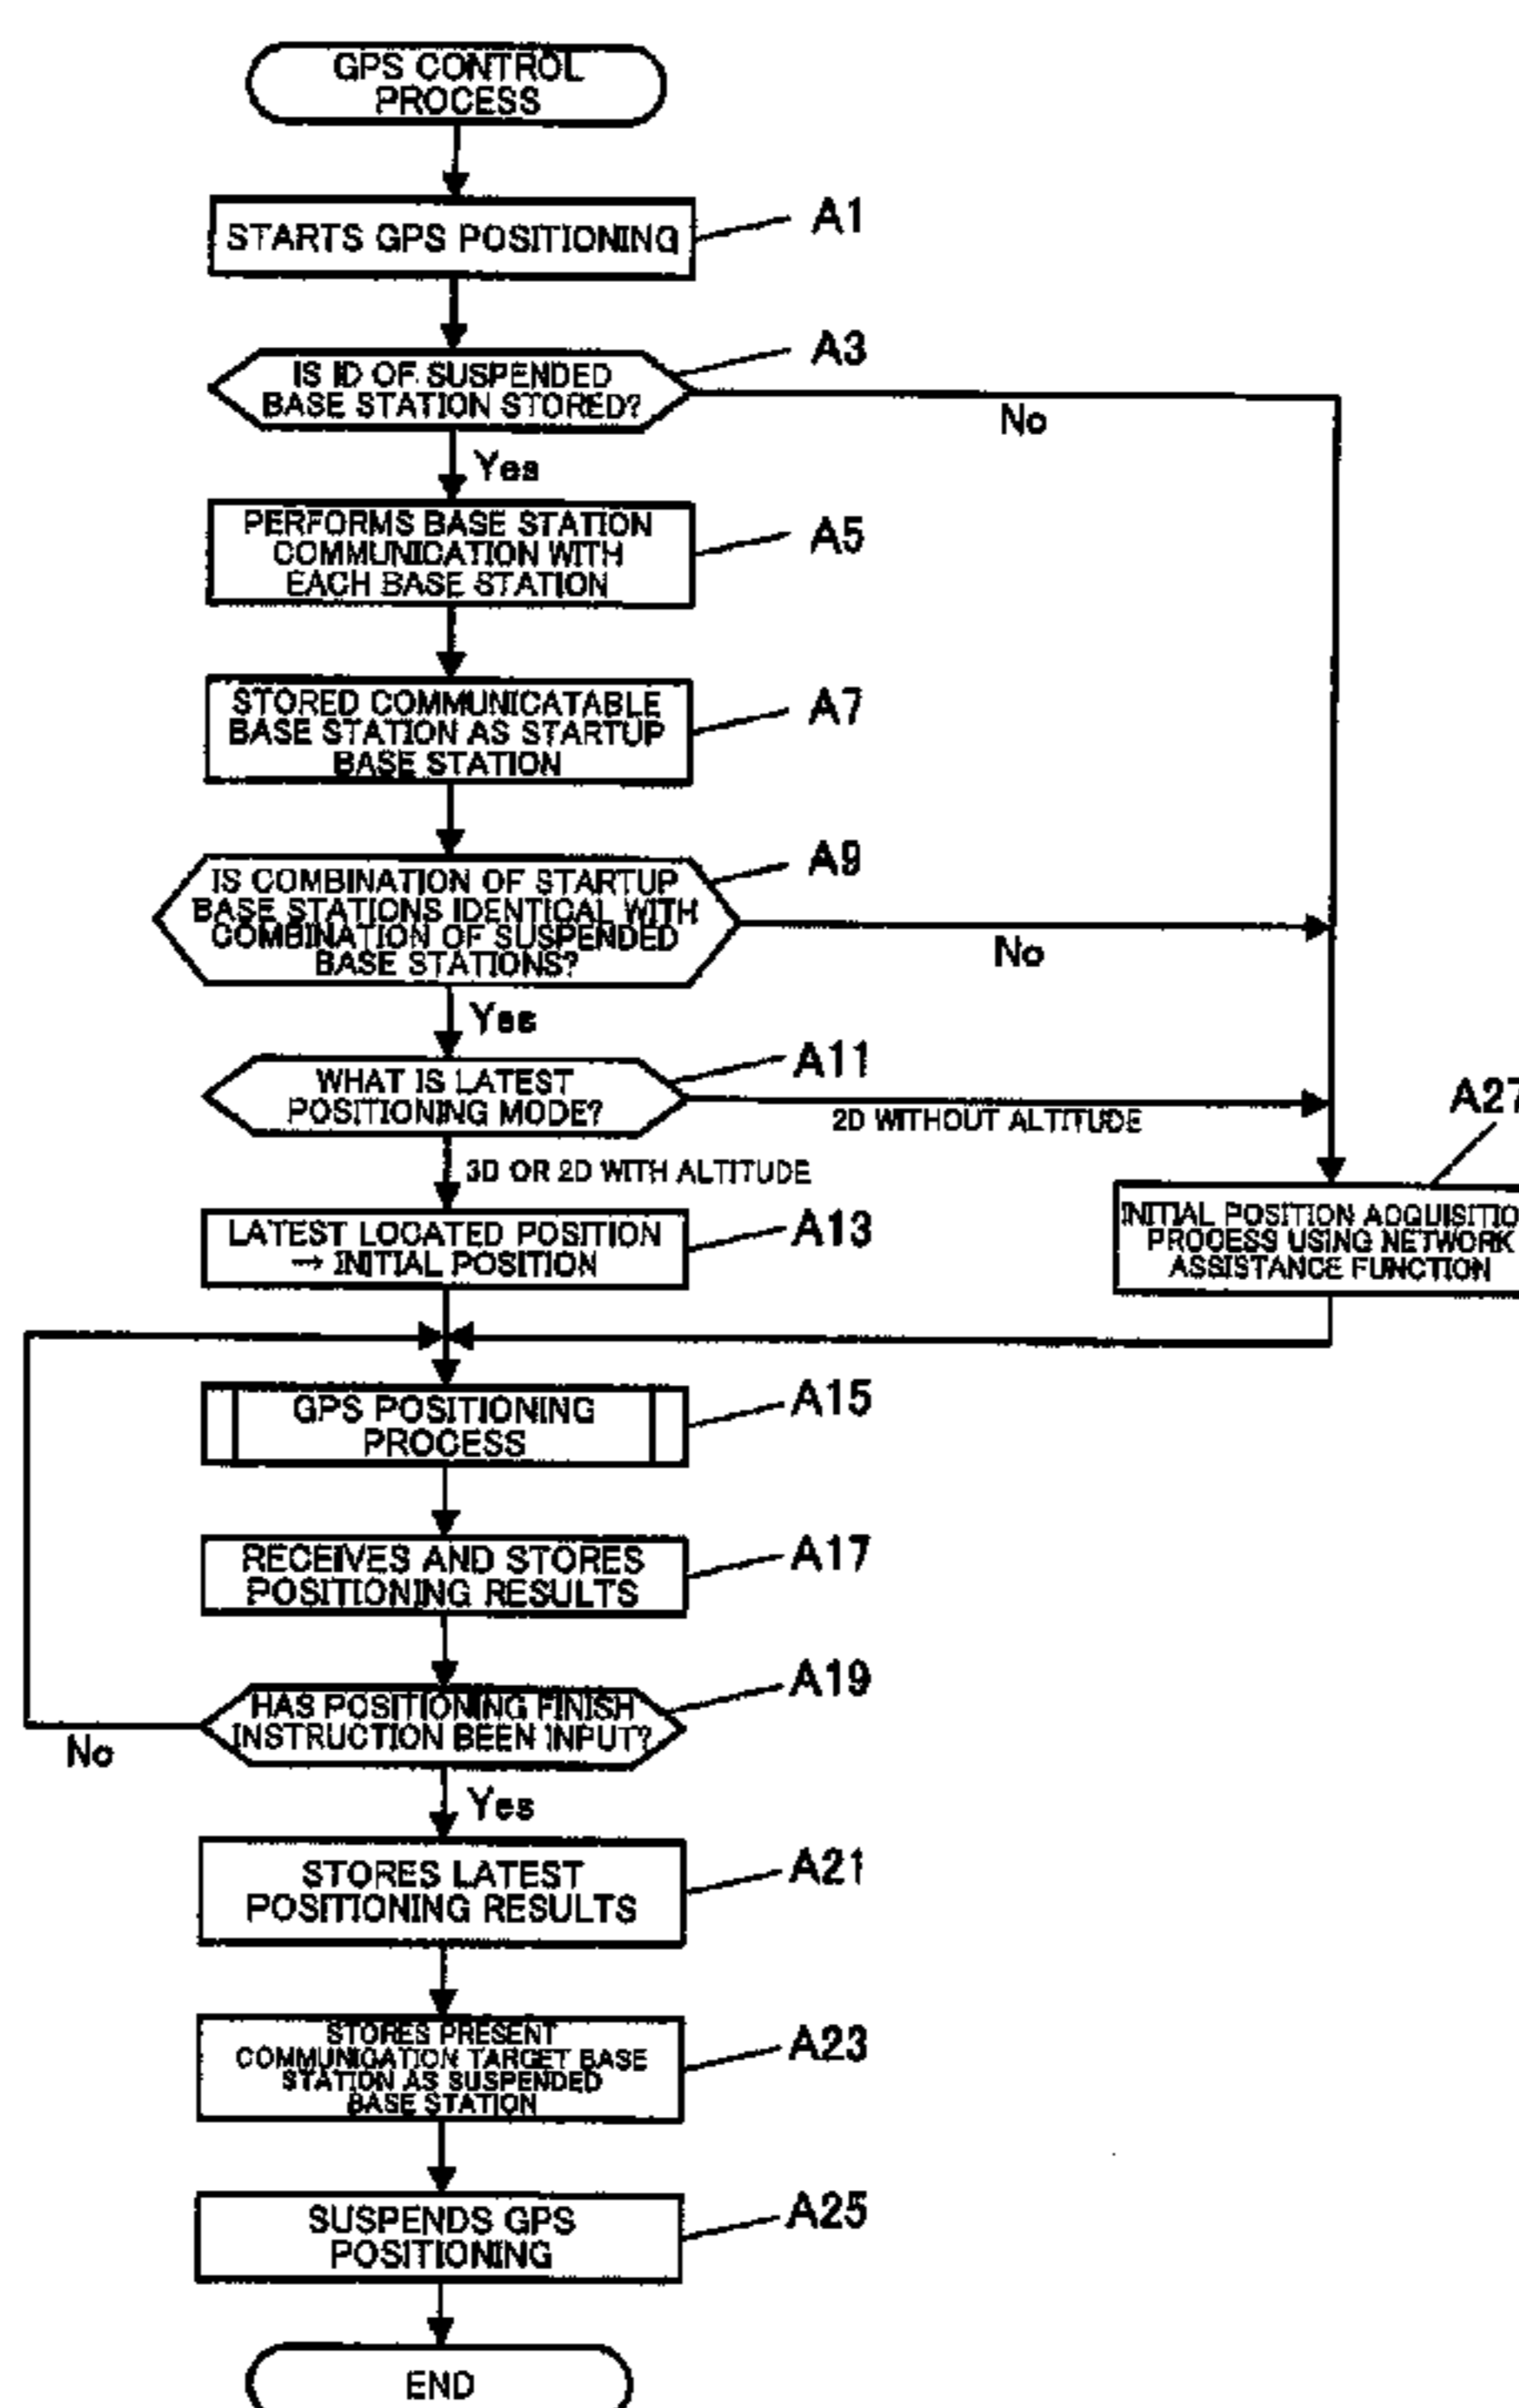 GPS CONTROL
PROCESS
STARTS GPS POSITIONING
A1
IS ID OF SUSPENDED
BASE STATION STORED?
A3
No
Yes
PERFORMS BASE STATION
COMMUNICATION WITH
EACH BASE STATION
A5
STORED COMMUNICATABLE
BASE STATION AS STARTUP
BASE STATION
A7
IS COMBINATION OF STARTUP
BASE STATIONS IDENTICAL WITH
COMBINATION OF SUSPENDED
BASE STATIONS?
A9
No
Yes
WHAT IS LATEST
POSITIONING MODE?
A11
2D WITHOUT ALTITUDE
3D OR 2D WITH ALTITUDE
A27
LATEST LOCATED POSITION
→ INITIAL POSITION
A13
INITIAL POSITION ACQUISITIO
PROCESS USING NETWORK
ASSISTANCE FUNCTION
GPS POSITIONING
PROCESS
A15
RECEIVES AND STORES
POSITIONING RESULTS
A17
HAS POSITIONING FINISH
INSTRUCTION BEEN INPUT?
A19
No
Yes
STORES LATEST
POSITIONING RESULTS
A21
STORES PRESENT
COMMUNICATION TARGET BASE
STATION AS SUSPENDED
BASE STATION
A23
SUSPENDS GPS
POSITIONING
A25
END